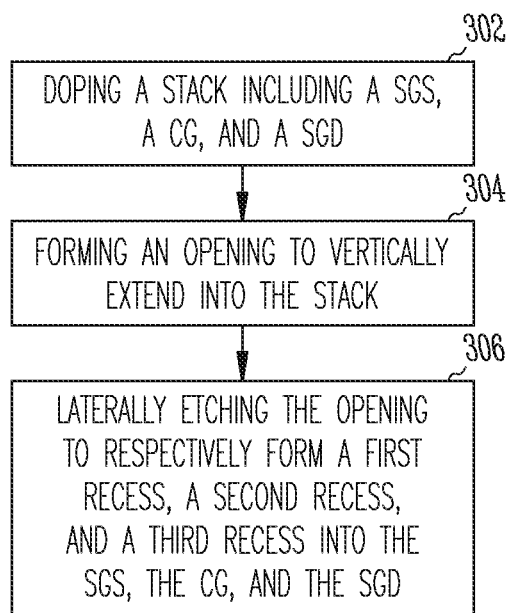 302
DOPING A STACK INCLUDING A SGS,
A CG, AND A SGD
304
FORMING AN OPENING TO VERTICALLY
EXTEND INTO THE STACK
306
LATERALLY ETCHING THE OPENING
TO RESPECTIVELY FORM A FIRST
RECESS, A SECOND RECESS,
AND A THIRD RECESS INTO THE
SGS, THE CG, AND THE SGD